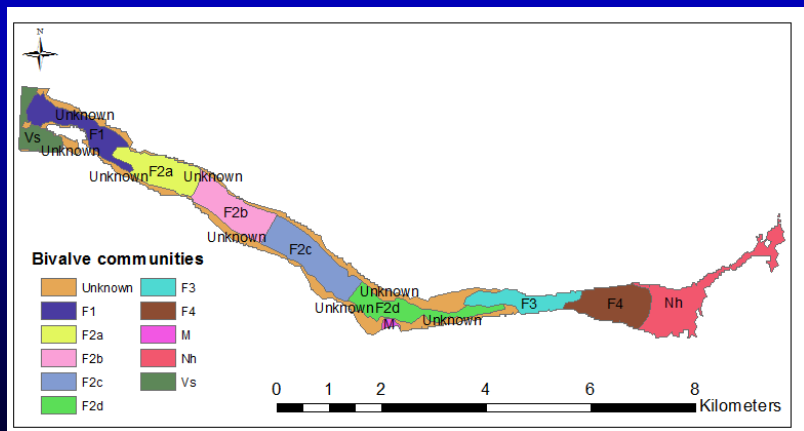 N
Unknown
F1
Vs
Unknown
Unknown
F2a
Unknown
F2b
Unknown
F2c
Unknown
Unknown
F2d
Unknown
M
F3
F4
Nh
Bivalve communities
Unknown
F1
F2a
F2b
F2c
F2d
F3
F4
M
Nh
Vs
0 1 2 4 6 8
Kilometers